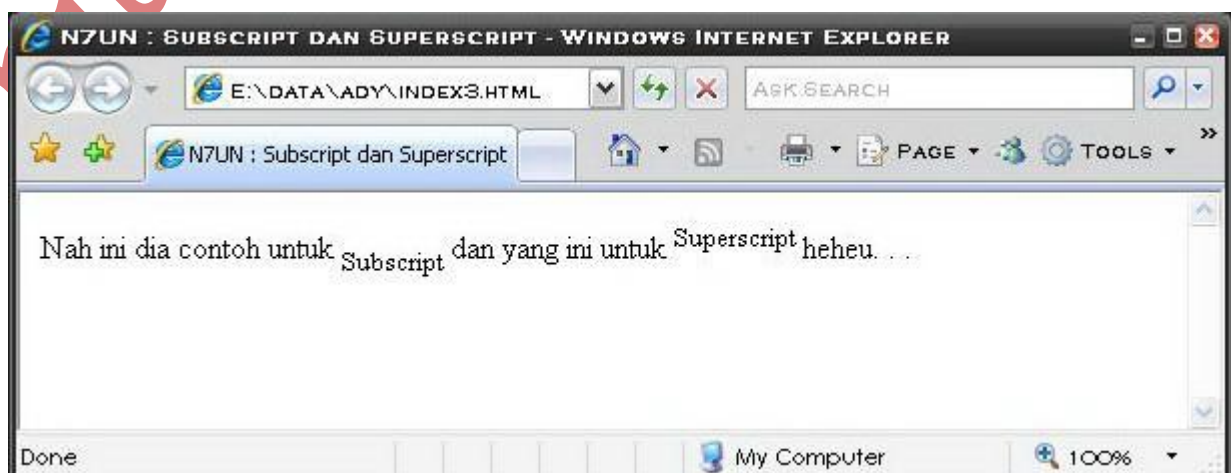 N7UN : SUBSCRIPT DAN SUPERSCRIPT - WINDOWS INTERNET EXPLORER
E:\DATA\ADY\INDEX3.HTML ASK SEARCH
N7UN : Subscript dan Superscript PAGE TOOLS »
Nah ini dia contoh untuk Subscript dan yang ini untuk Superscript heheu. . .
Done My Computer 100%